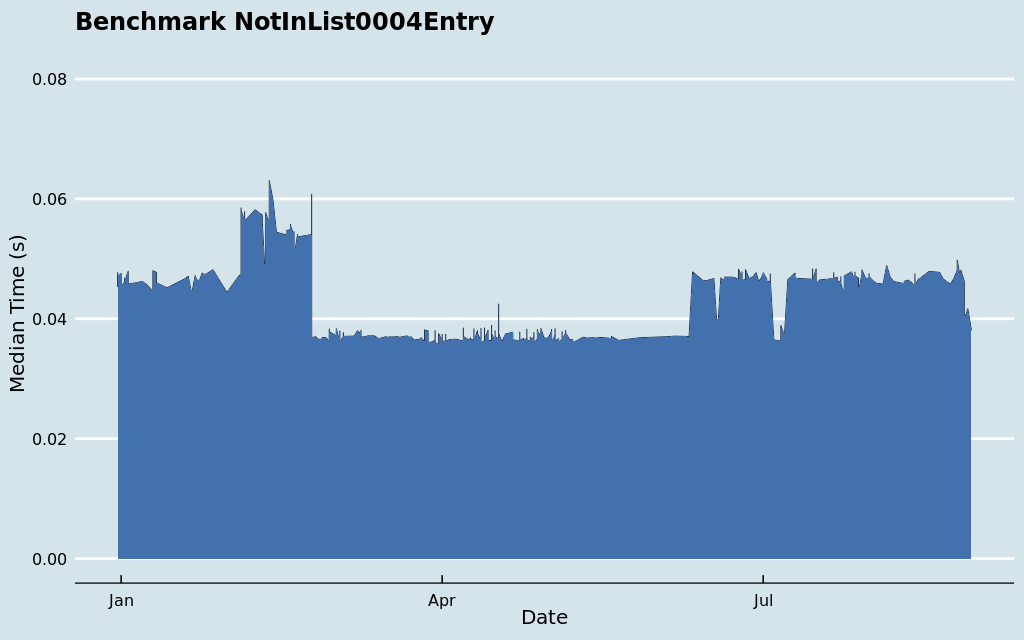 Benchmark NotInList0004Entry
Median Time (s)
0.08
0.06
0.04
0.02
0.00
Jan
Apr
Jul
Date